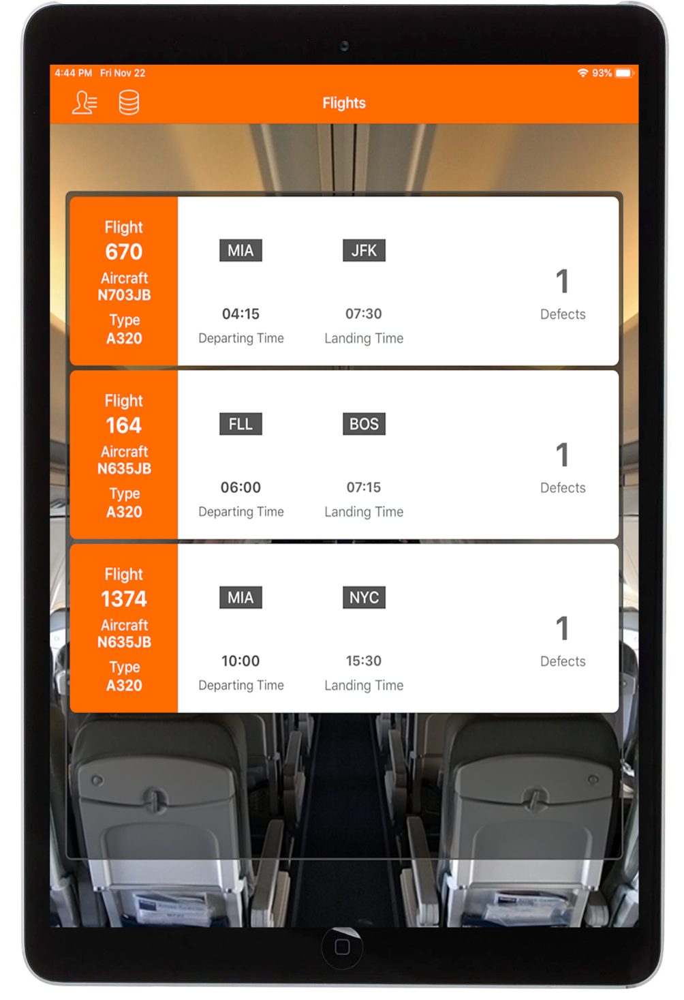 4:44 PM Fri Nov 22
93%
Flights
Flight
670
Aircraft
N703JB
Type
A320
MIA
JFK
04:15
07:30
Departing Time
Landing Time
1
Defects
Flight
164
Aircraft
N635JB
Type
A320
FLL
BOS
06:00
07:15
Departing Time
Landing Time
1
Defects
Flight
1374
Aircraft
N635JB
Type
A320
MIA
NYC
10:00
15:30
Departing Time
Landing Time
1
Defects